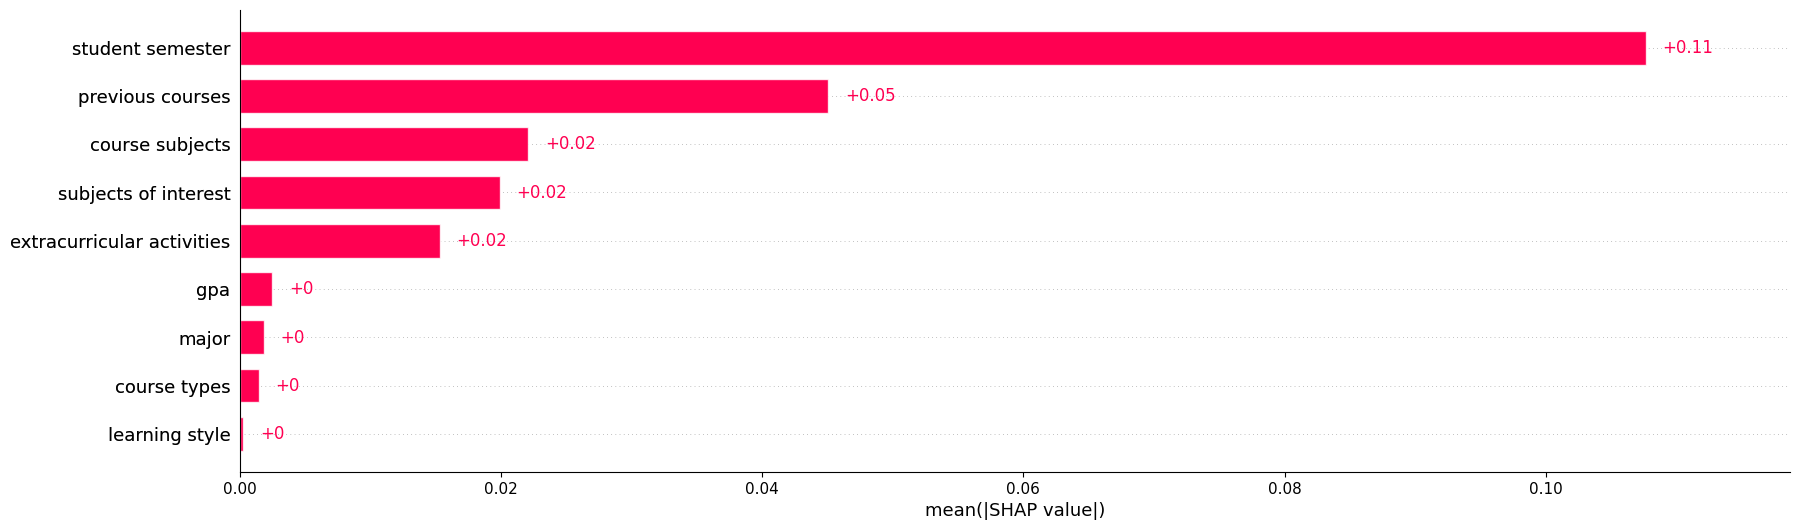 student semester +0.11
previous courses +0.05
course subjects +0.02
subjects of interest +0.02
extracurricular activities +0.02
gpa +0
major +0
course types +0
learning style +0
0.00 0.02 0.04 0.06 0.08 0.10
mean(|SHAP value|)